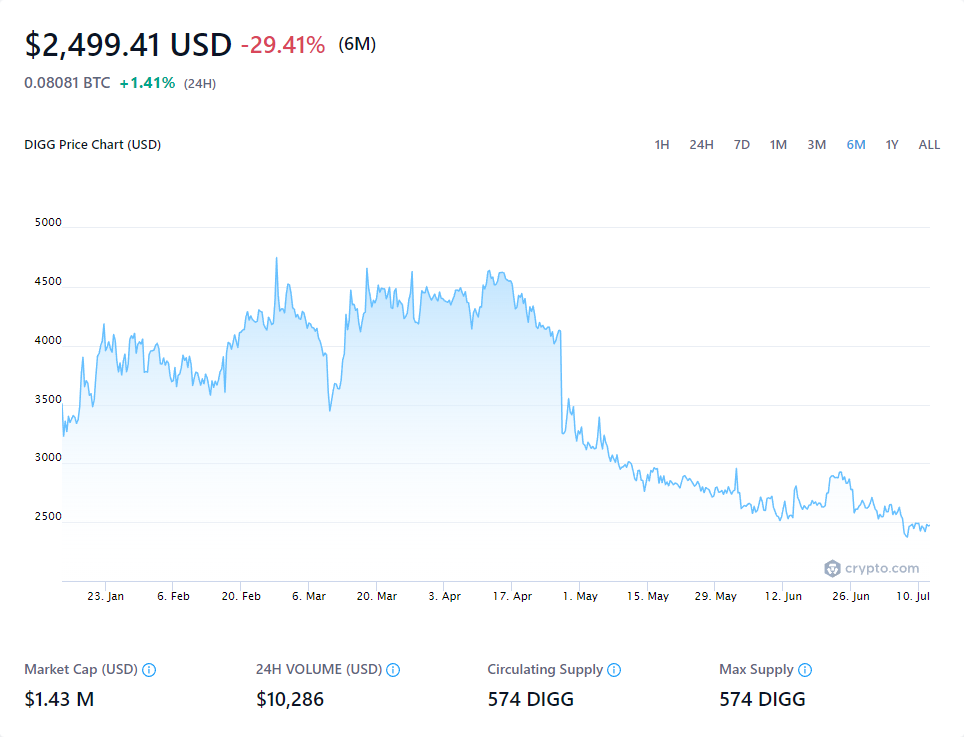 $2,499.41 USD -29.41% (6M)
0.08081 BTC +1.41% (24H)
DIGG Price Chart (USD) 1H 24H 7D 1M 3M 6M 1Y ALL
5000
4500
4000
3500
3000
2500
crypto.com
23. Jan 6. Feb 20. Feb 6. Mar 20. Mar 3. Apr 17. Apr 1. May 15. May 29. May 12. Jun 26. Jun 10. Jul
Market Cap (USD) 24H VOLUME (USD) Circulating Supply Max Supply
$1.43 M $10,286 574 DIGG 574 DIGG